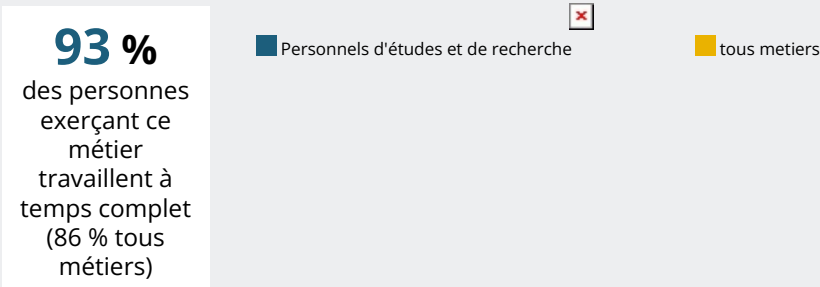 93 %
des personnes
exerçant ce
métier
travaillent à
temps complet
(86 % tous
métiers)
Personnels d'études et de recherche
tous metiers